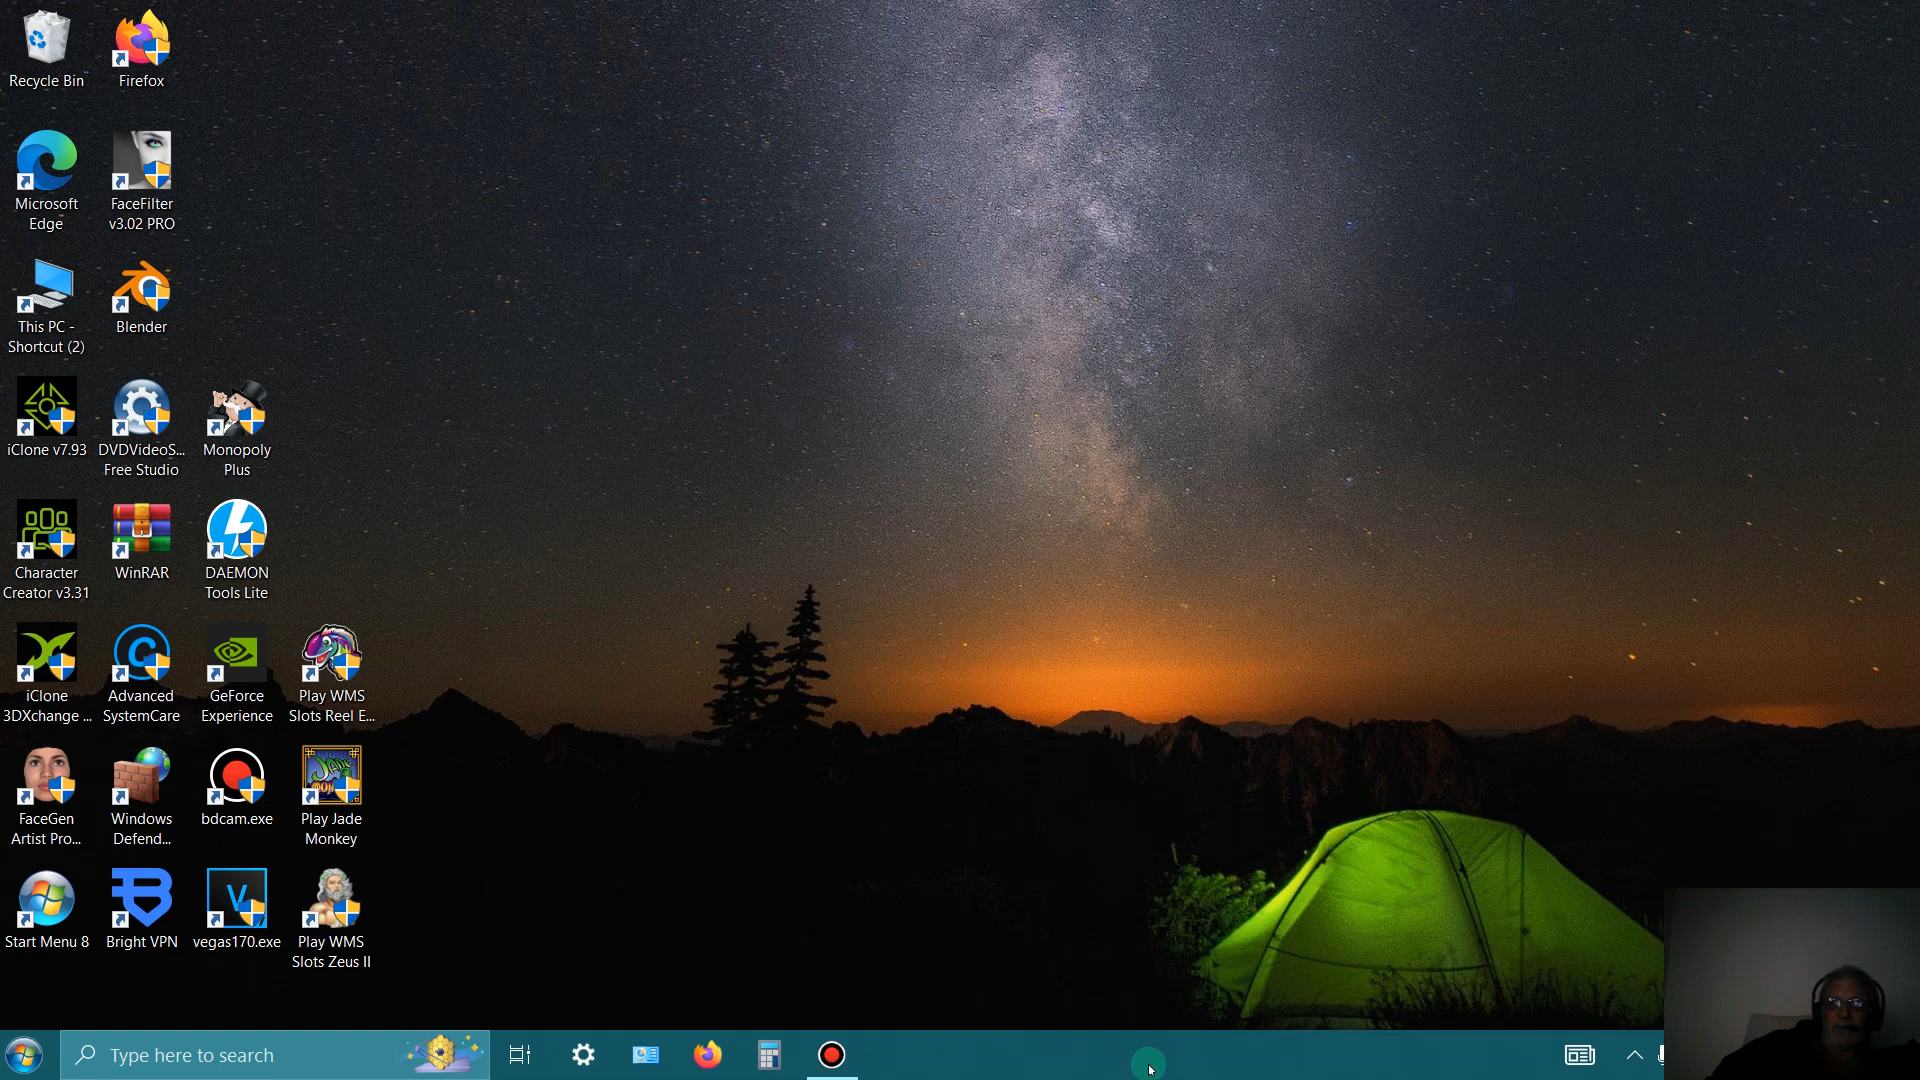 Recycle Bin
Firefox
Microsoft
Edge
FaceFilter
v3.02 PRO
This PC -
Shortcut (2)
Blender
iClone v7.93
DVDVideoS...
Free Studio
Monopoly
Plus
Character
Creator v3.31
WinRAR
DAEMON
Tools Lite
iClone
3DXchange ...
Advanced
SystemCare
GeForce
Experience
Play WMS
Slots Reel E...
FaceGen
Artist Pro...
Windows
Defend...
bdcam.exe
Play Jade
Monkey
Start Menu 8
Bright VPN
vegas170.exe
Play WMS
Slots Zeus II
Type here to search